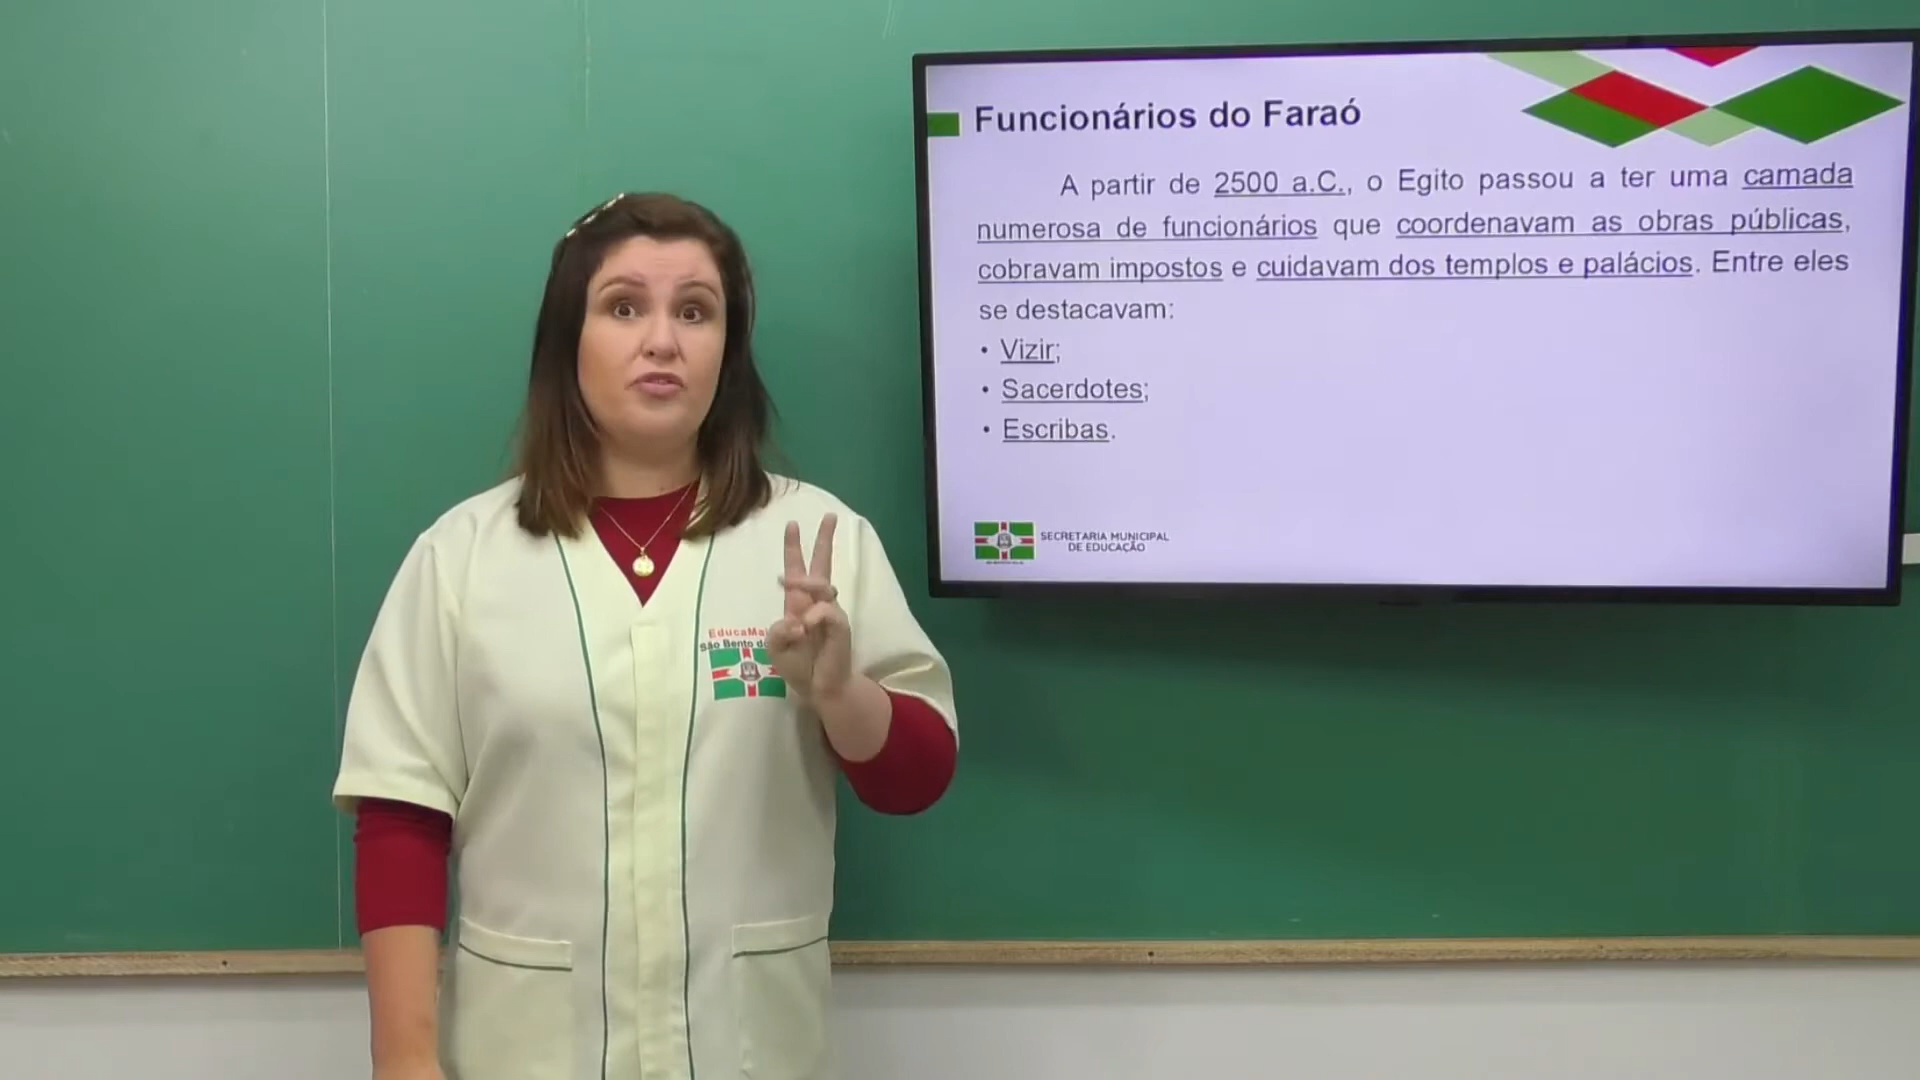 Funcionários do Faraó
A partir de 2500 a.C., o Egito passou a ter uma camada
numerosa de funcionários que coordenavam as obras públicas,
cobravam impostos e cuidavam dos templos e palácios. Entre eles
se destacavam:
• Vizir;
• Sacerdotes;
• Escribas.
SECRETARIA MUNICIPAL
DE EDUCAÇÃO
EducaMai
São Bento do